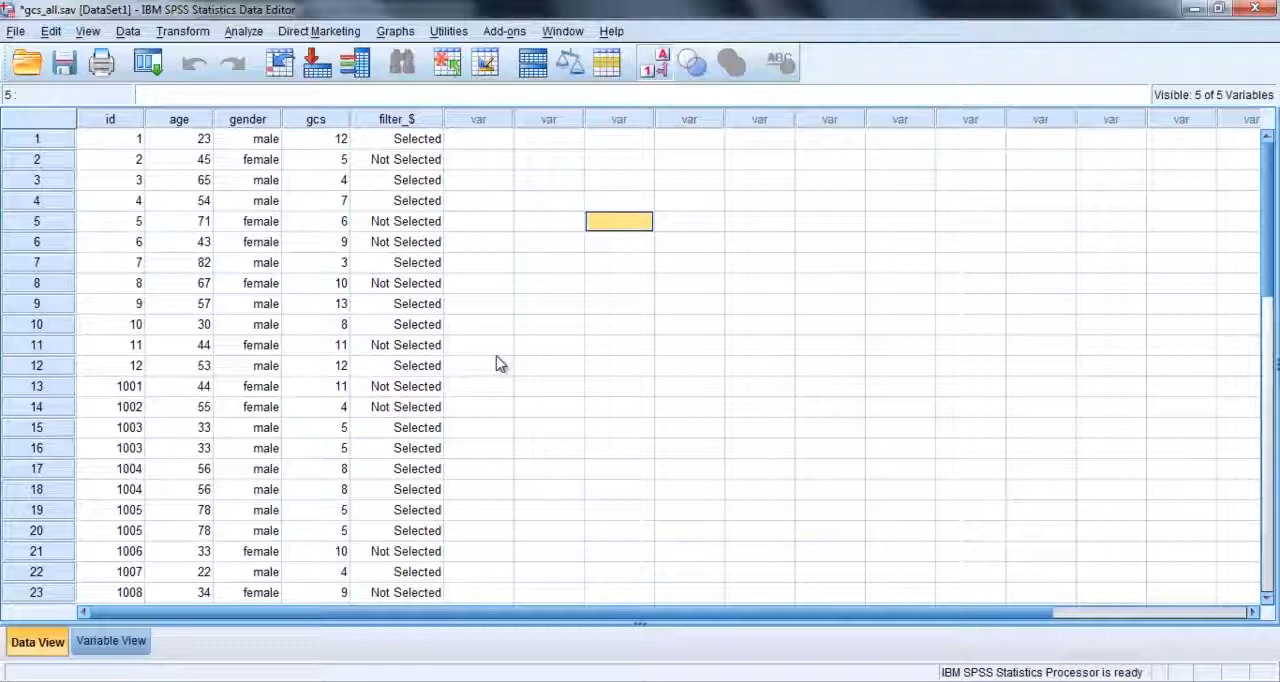 *gcs_all.sav [DataSet1] - IBM SPSS Statistics Data Editor
File Edit View Data Transform Analyze Direct Marketing Graphs Utilities Add-ons Window Help
A 1 ABC
5 : Visible: 5 of 5 Variables
id age gender gcs filter_$ var var var var var var var var var var var var
1 1 23 male 12 Selected
2 2 45 female 5 Not Selected
3 3 65 male 4 Selected
4 4 54 male 7 Selected
5 5 71 female 6 Not Selected
6 6 43 female 9 Not Selected
7 7 82 male 3 Selected
8 8 67 female 10 Not Selected
9 9 57 male 13 Selected
10 10 30 male 8 Selected
11 11 44 female 11 Not Selected
12 12 53 male 12 Selected
13 1001 44 female 11 Not Selected
14 1002 55 female 4 Not Selected
15 1003 33 male 5 Selected
16 1003 33 male 5 Selected
17 1004 56 male 8 Selected
18 1004 56 male 8 Selected
19 1005 78 male 5 Selected
20 1005 78 male 5 Selected
21 1006 33 female 10 Not Selected
22 1007 22 male 4 Selected
23 1008 34 female 9 Not Selected
Data View Variable View
IBM SPSS Statistics Processor is ready